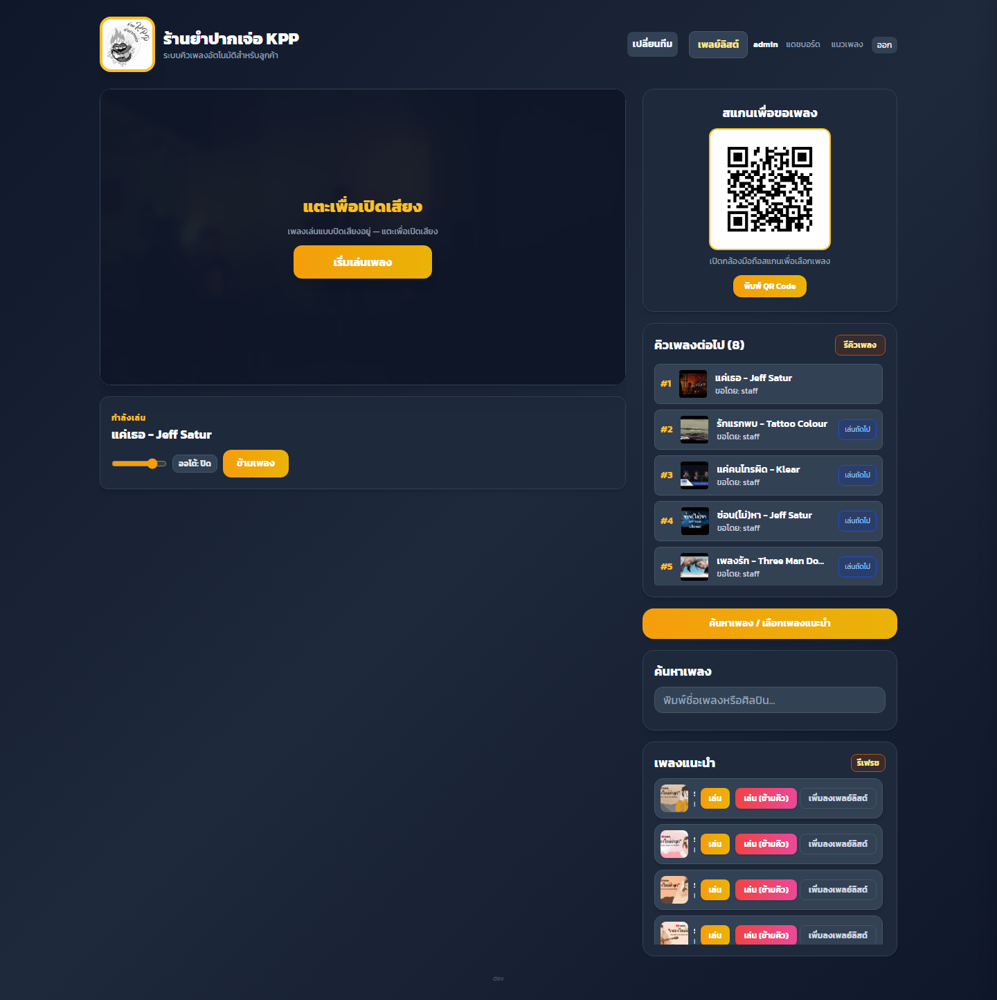 ร้านยำปากเจ่อ KPP
ระบบคิวเพลงอัตโนมัติสำหรับลูกค้า
เปลี่ยนทีม
เพลย์ลิสต์
admin
แดชบอร์ด
แนวเพลง
ออก
แตะเพื่อเปิดเสียง
เพลงเล่นแบบปิดเสียงอยู่ — แตะเพื่อเปิดเสียง
เริ่มเล่นเพลง
กำลังเล่น
แค่เธอ - Jeff Satur
ออโต้: ปิด
ข้ามเพลง
สแกนเพื่อขอเพลง
เปิดกล้องมือถือสแกนเพื่อเลือกเพลง
พิมพ์ QR Code
คิวเพลงต่อไป (8)
รีคิวเพลง
#1
แค่เธอ - Jeff Satur
ขอโดย: staff
#2
รักแรกพบ - Tattoo Colour
ขอโดย: staff
เล่นถัดไป
#3
แค่คนโทรผิด - Klear
ขอโดย: staff
เล่นถัดไป
#4
ซ่อน(ไม่)หา - Jeff Satur
ขอโดย: staff
เล่นถัดไป
#5
เพลงรัก - Three Man Do...
ขอโดย: staff
เล่นถัดไป
ค้นหาเพลง / เลือกเพลงแนะนำ
ค้นหาเพลง
พิมพ์ชื่อเพลงหรือศิลปิน...
เพลงแนะนำ
รีเฟรช
เล่น
เล่น (ข้ามคิว)
เพิ่มลงเพลย์ลิสต์
เล่น
เล่น (ข้ามคิว)
เพิ่มลงเพลย์ลิสต์
เล่น
เล่น (ข้ามคิว)
เพิ่มลงเพลย์ลิสต์
เล่น
เล่น (ข้ามคิว)
เพิ่มลงเพลย์ลิสต์
dev